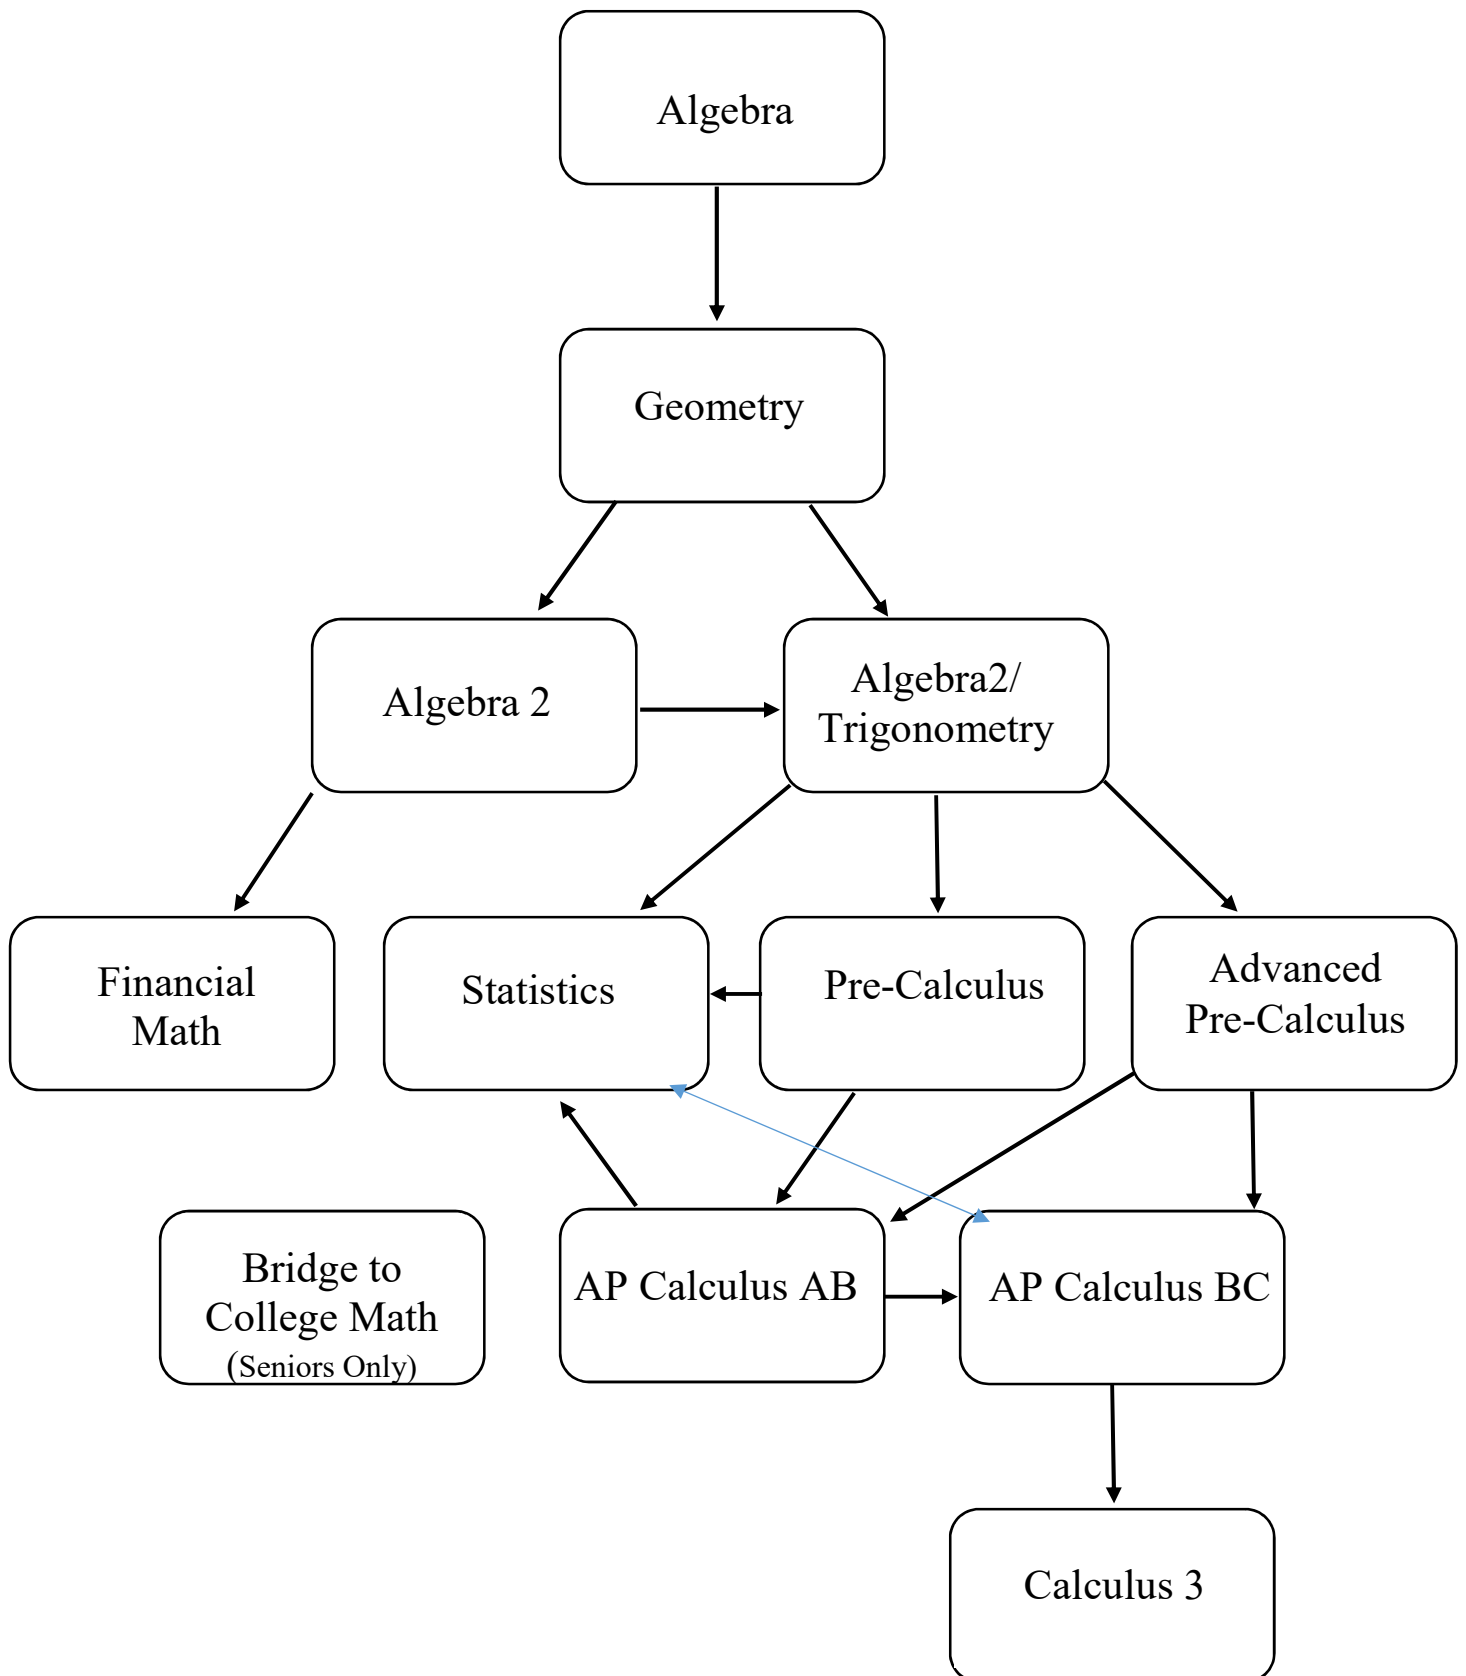 Algebra
Geometry
Algebra 2
Algebra2/
Trigonometry
Financial
Math
Statistics
Pre-Calculus
Advanced
Pre-Calculus
Bridge to
College Math
(Seniors Only)
AP Calculus AB
AP Calculus BC
Calculus 3